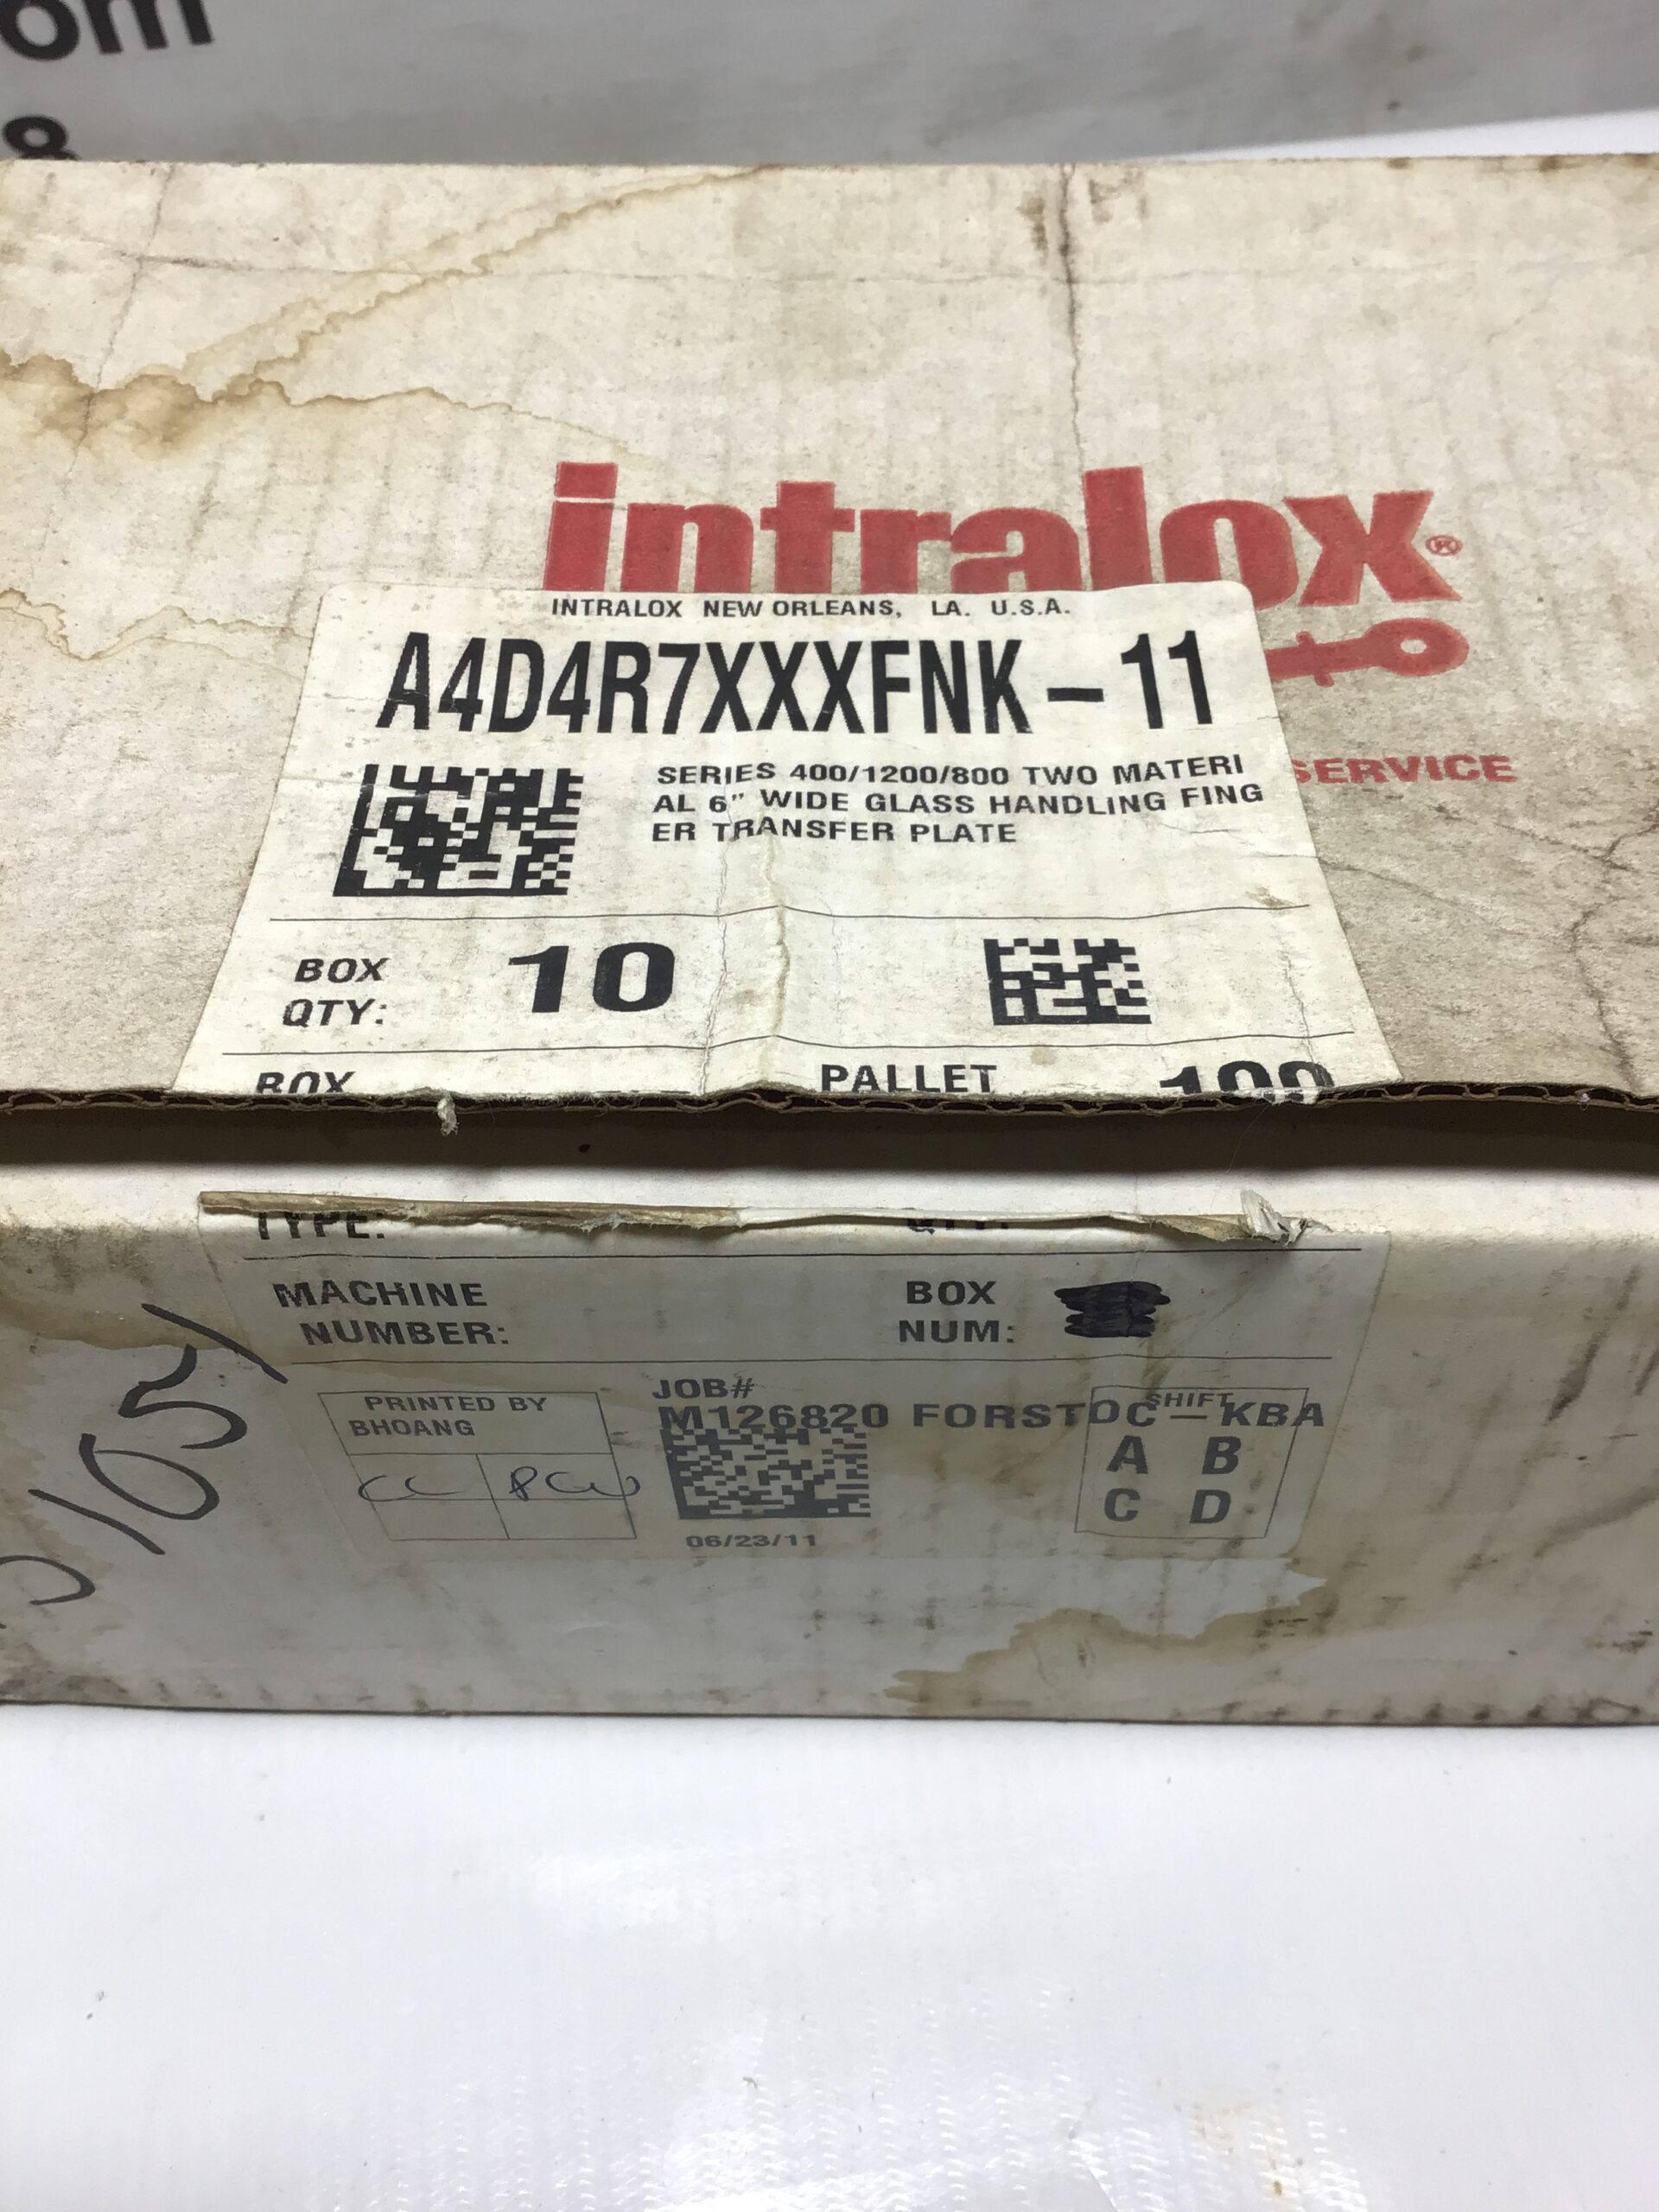 om
8
intralox®
INTRALOX NEW ORLEANS, LA. U.S.A.
A4D4R7XXXFNK-11
SERVICE
SERIES 400/1200/800 TWO MATERI
AL 6" WIDE GLASS HANDLING FING
ER TRANSFER PLATE
BOX
QTY:
10
BOX
PALLET
TYPE:
QTY:
MACHINE
NUMBER:
BOX
NUM:
PRINTED BY
BHOANG
JOB#
M126820 FORSTOC-KBA
SHIFT
A B
C D
06/23/11